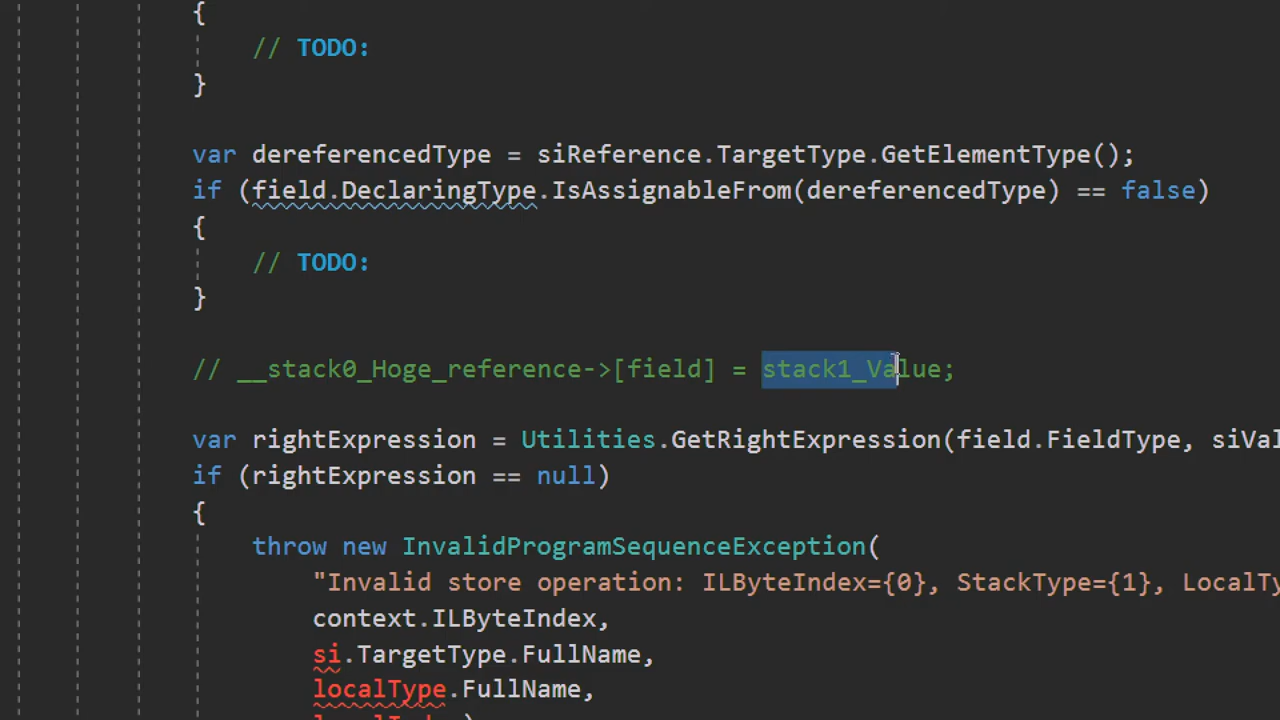 {
// TODO:
}
var dereferencedType = siReference.TargetType.GetElementType();
if (field.DeclaringType.IsAssignableFrom(dereferencedType) == false)
{
// TODO:
}
// __stack0_Hoge_reference->[field] = stack1_Value;
var rightExpression = Utilities.GetRightExpression(field.FieldType, siVal
if (rightExpression == null)
{
throw new InvalidProgramSequenceException(
"Invalid store operation: ILByteIndex={0}, StackType={1}, LocalTy
context.ILByteIndex,
si.TargetType.FullName,
localType.FullName,